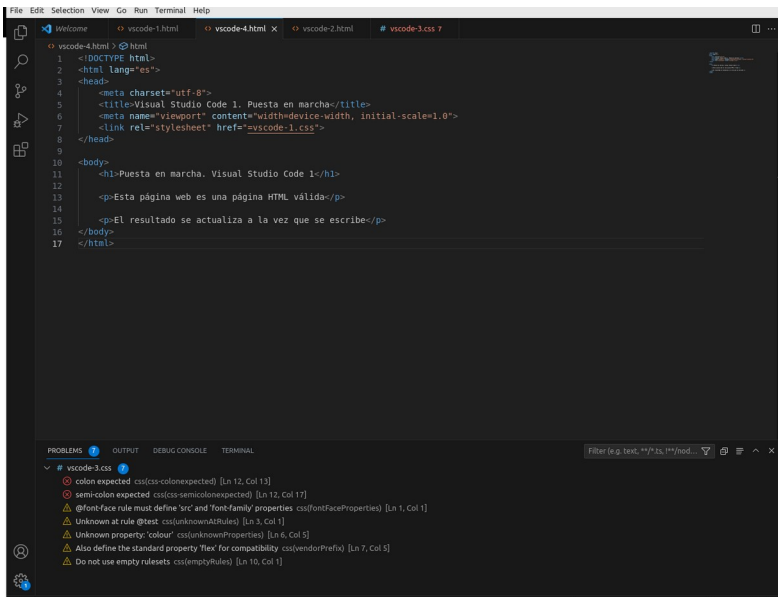 File Edit Selection View Go Run Terminal Help
Welcome vscode-1.html vscode-4.html vscode-2.html # vscode-3.css 7
vscode-4.html > html
1 <!DOCTYPE html>
2 <html lang="es">
3 <head>
4 <meta charset="utf-8">
5 <title>Visual Studio Code 1. Puesta en marcha</title>
6 <meta name="viewport" content="width=device-width, initial-scale=1.0">
7 <link rel="stylesheet" href="=vscode-1.css">
8 </head>
9
10 <body>
11 <h1>Puesta en marcha. Visual Studio Code 1</h1>
12
13 <p>Esta página web es una página HTML válida</p>
14
15 <p>El resultado se actualiza a la vez que se escribe</p>
16 </body>
17 </html>
PROBLEMS 7 OUTPUT DEBUG CONSOLE TERMINAL Filter (e.g. text, **/*.ts, !**/nod...
# vscode-3.css 7
colon expected css(css-colonexpected) [Ln 12, Col 13]
semi-colon expected css(css-semicolonexpected) [Ln 12, Col 17]
@font-face rule must define 'src' and 'font-family' properties css(fontFaceProperties) [Ln 1, Col 1]
Unknown at rule @test css(unknownAtRules) [Ln 3, Col 1]
Unknown property: 'colour' css(unknownProperties) [Ln 6, Col 5]
Also define the standard property 'flex' for compatibility css(vendorPrefix) [Ln 7, Col 5]
Do not use empty rulesets css(emptyRules) [Ln 10, Col 1]
1